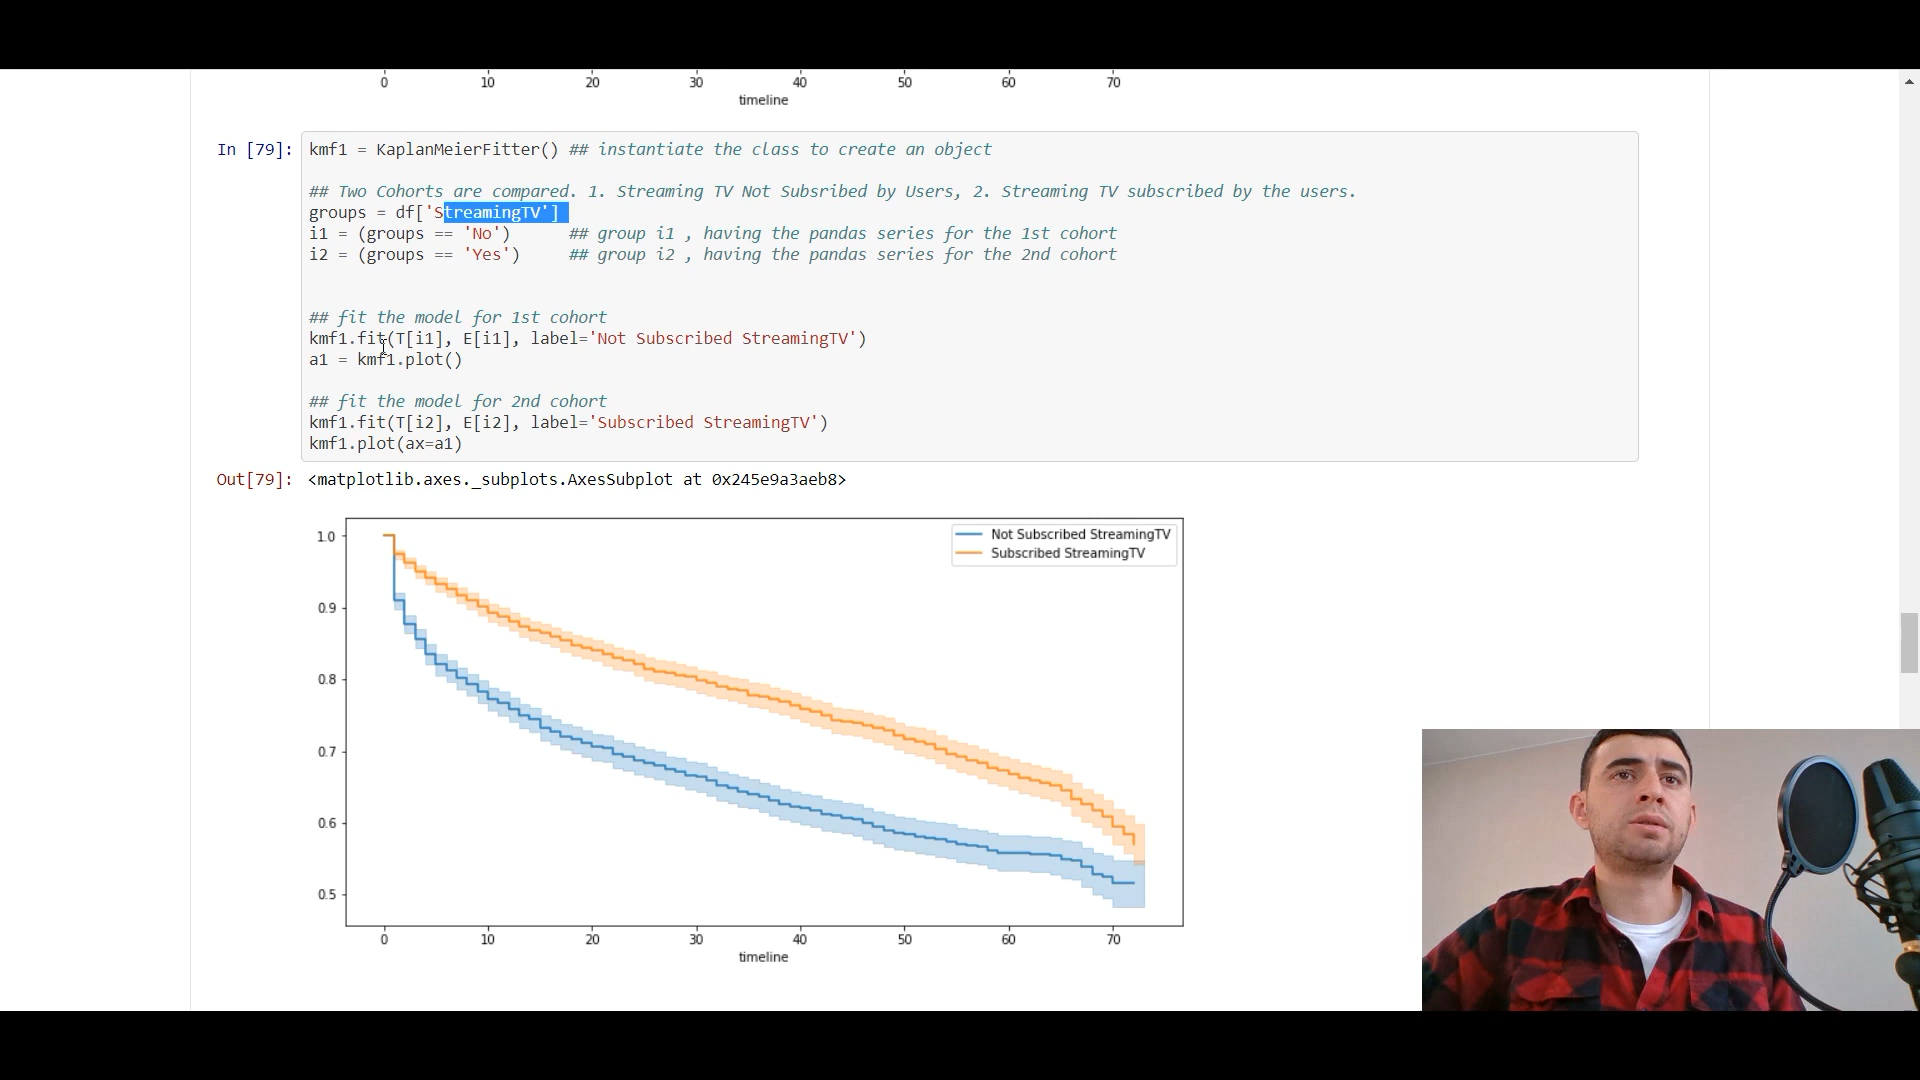 0 10 20 30 40 50 60 70
timeline
In [79]: kmf1 = KaplanMeierFitter() ## instantiate the class to create an object
## Two Cohorts are compared. 1. Streaming TV Not Subsribed by Users, 2. Streaming TV subscribed by the users.
groups = df['StreamingTV']
i1 = (groups == 'No') ## group i1 , having the pandas series for the 1st cohort
i2 = (groups == 'Yes') ## group i2 , having the pandas series for the 2nd cohort
## fit the model for 1st cohort
kmf1.fit(T[i1], E[i1], label='Not Subscribed StreamingTV')
a1 = kmf1.plot()
## fit the model for 2nd cohort
kmf1.fit(T[i2], E[i2], label='Subscribed StreamingTV')
kmf1.plot(ax=a1)
Out[79]: <matplotlib.axes._subplots.AxesSubplot at 0x245e9a3aeb8>
Not Subscribed StreamingTV
Subscribed StreamingTV
1.0
0.9
0.8
0.7
0.6
0.5
0 10 20 30 40 50 60 70
timeline